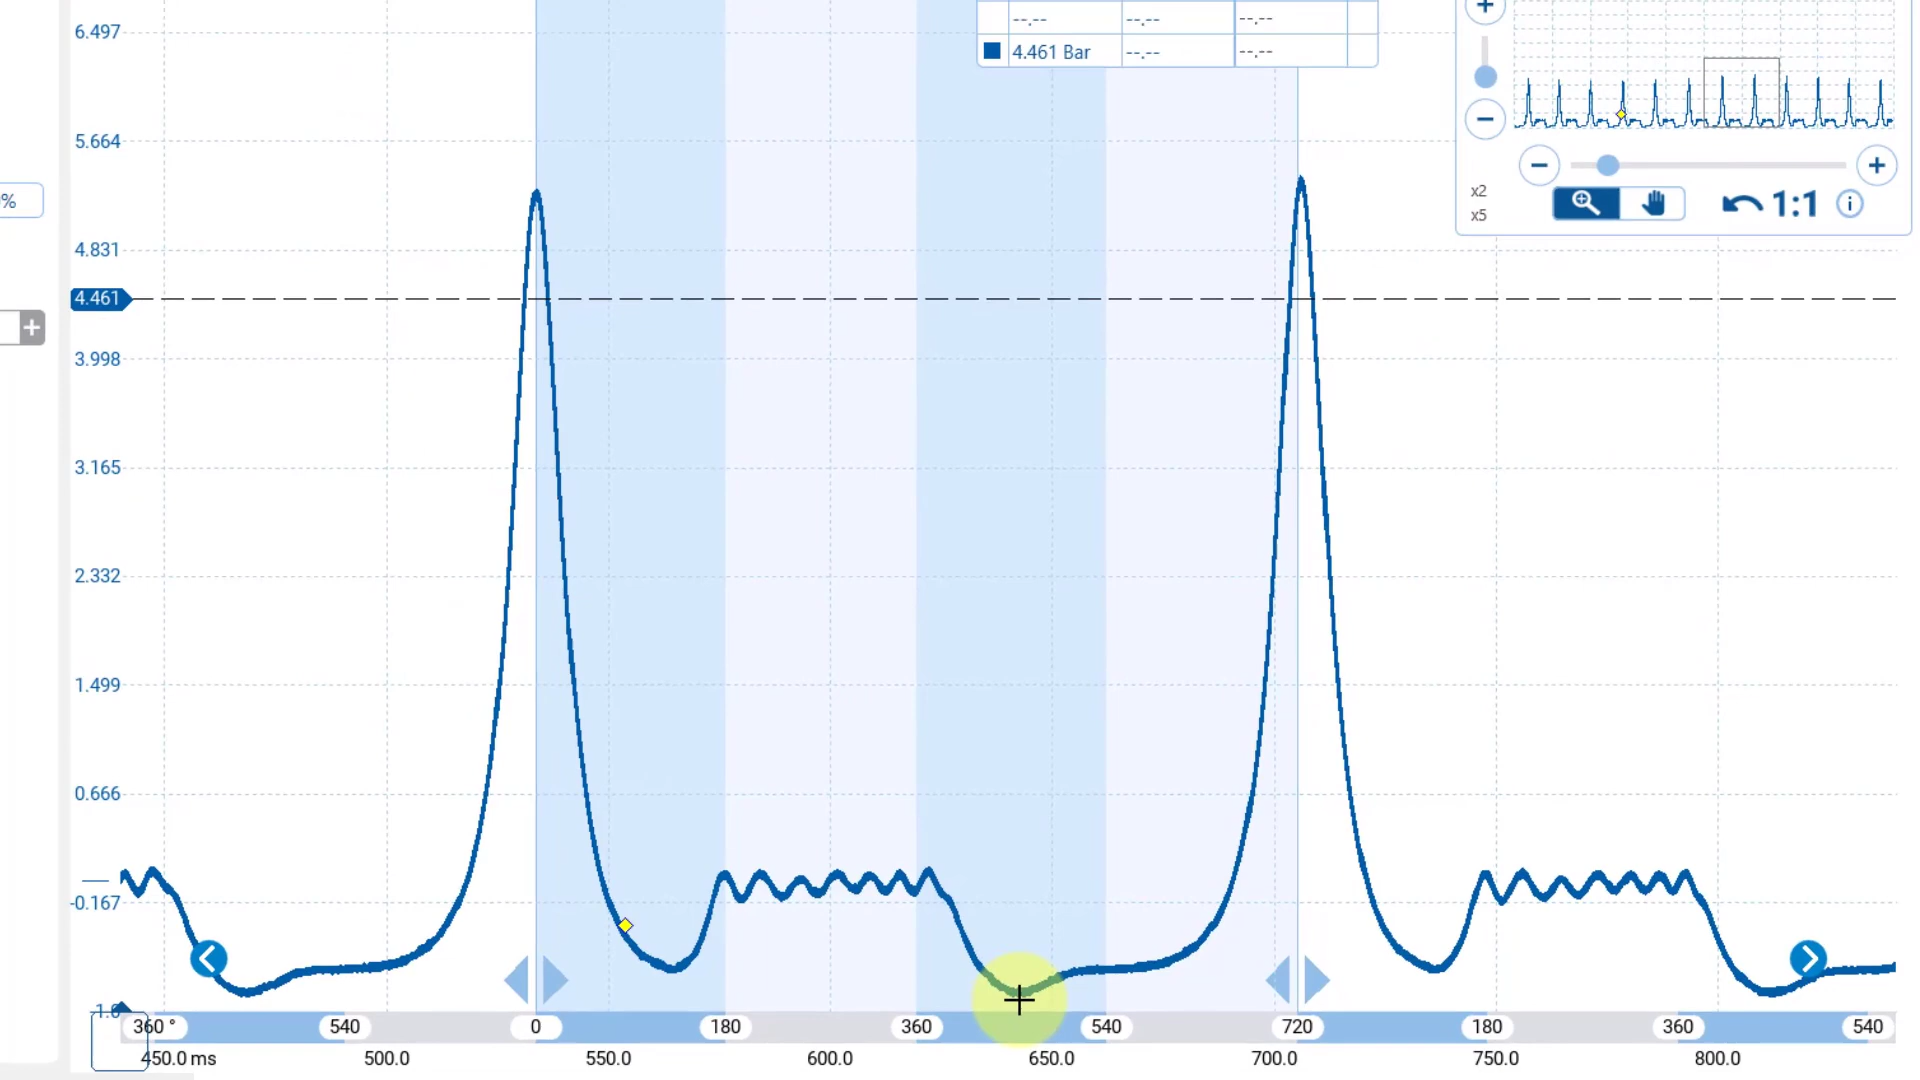 6.497
--.-- --.-- --.--
4.461 Bar --.-- --.--
5.664
%
x2
x5
1:1
i
4.831
4.461
3.998
3.165
2.332
1.499
0.666
-0.167
-1.0
360 ° 540 0 180 360 540 720 180 360 540
450.0 ms 500.0 550.0 600.0 650.0 700.0 750.0 800.0